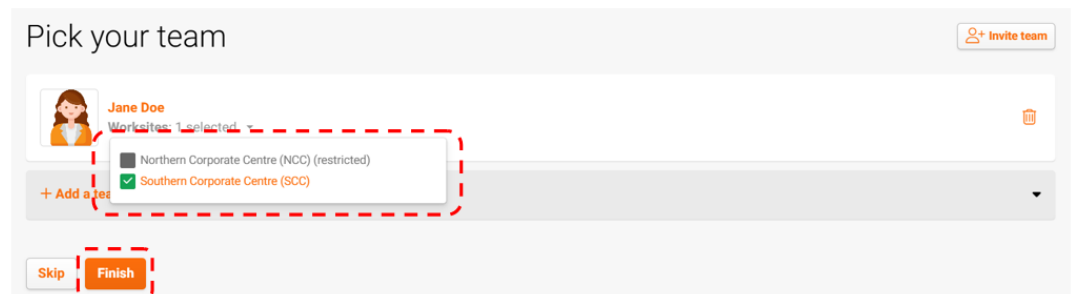 Pick your team
Invite team
Jane Doe
Worksites: 1 selected
Northern Corporate Centre (NCC) (restricted)
Southern Corporate Centre (SCC)
+ Add a
Skip
Finish